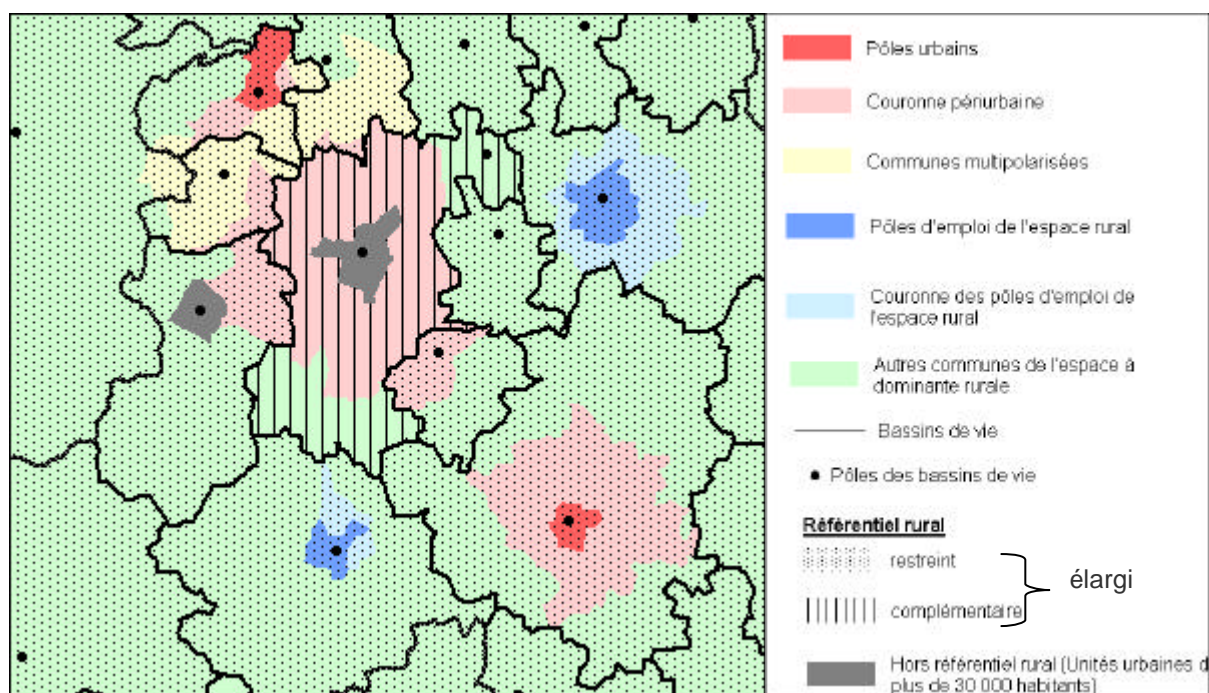 Pôles urbains
Couronne périurbaine
Communes multipolarisées
Pôles d'emploi de l'espace rural
Couronne des pôles d'emploi de
l'espace rural
Autres communes de l'espace à
dominante rurale
Bassins de vie
Pôles des bassins de vie
Référentiel rural
restreint
élargi
complémentaire
Hors référentiel rural (Unités urbaines d
plus de 30 000 habitants)